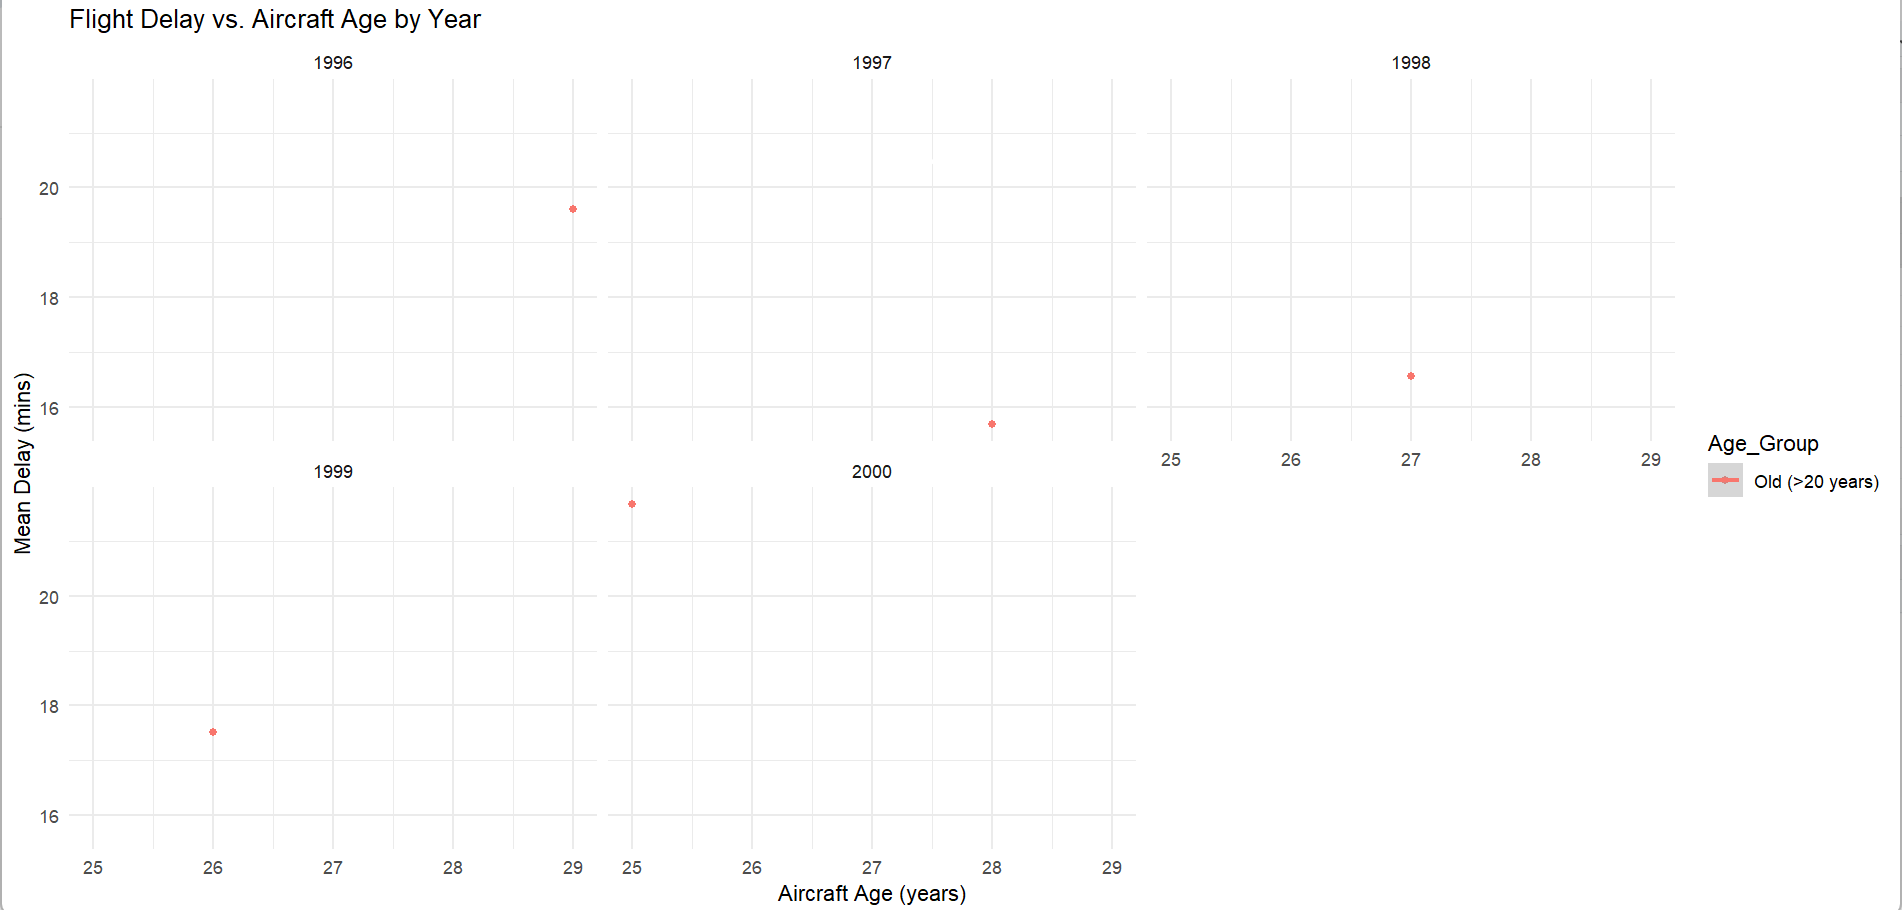 Flight Delay vs. Aircraft Age by Year
1996
1997
1998
20
18
16
25 26 27 28 29
1999
2000
20
18
16
25 26 27 28 29
25 26 27 28 29
Mean Delay (mins)
Aircraft Age (years)
Age_Group
Old (>20 years)